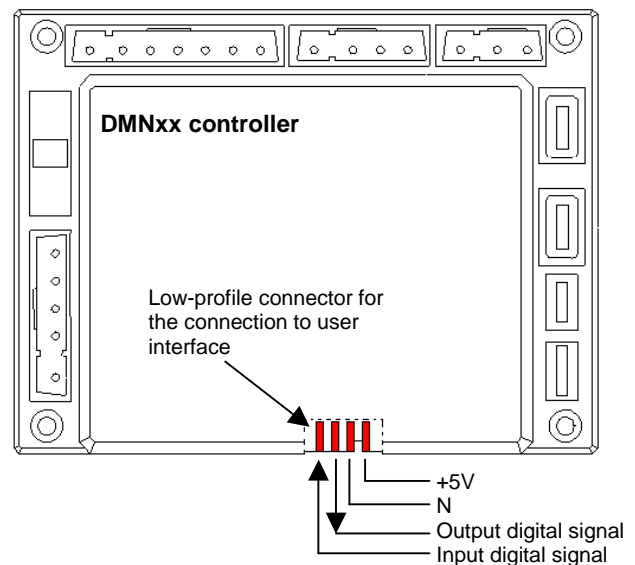 DMNxx controller
Low-profile connector for
the connection to user
interface
+5V
N
Output digital signal
Input digital signal